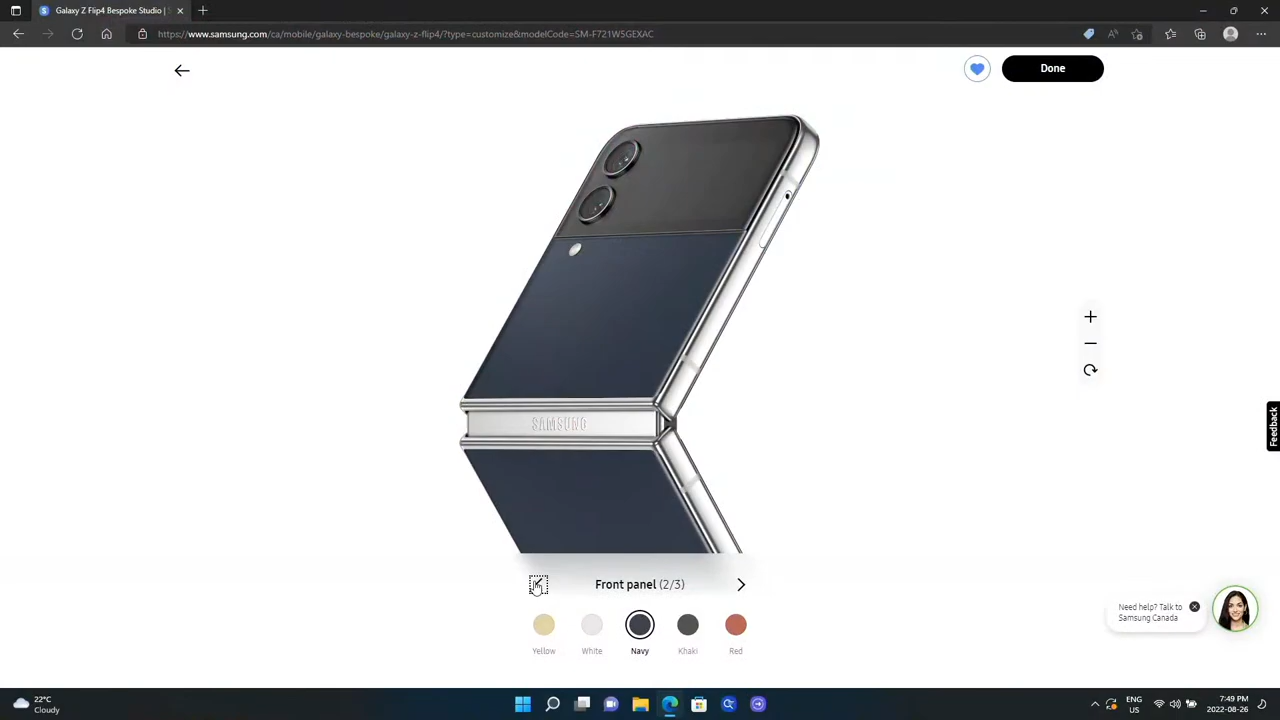 Galaxy Z Flip4 Bespoke Studio | S
https://www.samsung.com/ca/mobile/galaxy-bespoke/galaxy-z-flip4/?type=customize&modelCode=SM-F721W5GEXAC
Done
SAMSUNG
Feedback
Front panel (2/3)
Yellow
White
Navy
Khaki
Red
Need help? Talk to
Samsung Canada
22°C
Cloudy
ENG
US
7:49 PM
2022-08-26